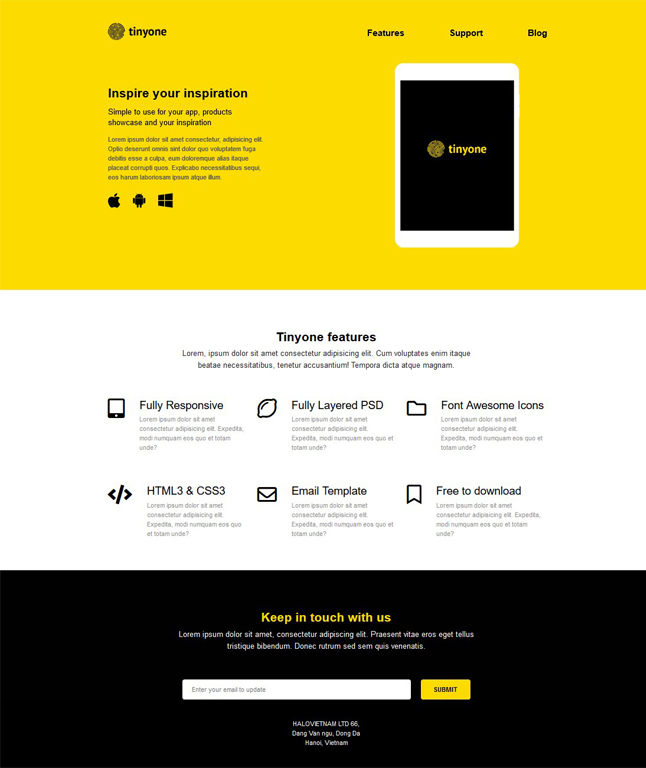 tinyone
Features Support Blog
Inspire your inspiration
Simple to use for your app, products
showcase and your inspiration
Lorem ipsum dolor sit amet consectetur, adipisicing elit.
Optio deserunt omnis sint dolor quo voluptatem fuga
debitis esse a culpa, eum doloremque alias itaque
placeat corrupti quos. Explicabo necessitatibus sequi,
eos harum laboriosam ipsum atque illum.
tinyone
Tinyone features
Lorem, ipsum dolor sit amet consectetur adipisicing elit. Cum voluptates enim itaque
beatae necessitatibus, tenetur accusantium! Tempora dicta atque magnam.
Fully Responsive
Lorem ipsum dolor sit amet
consectetur adipisicing elit. Expedita,
modi numquam eos quo et totam
unde?
Fully Layered PSD
Lorem ipsum dolor sit amet
consectetur adipisicing elit.
Expedita, modi numquam eos quo
et totam unde?
Font Awesome Icons
Lorem ipsum dolor sit amet
consectetur adipisicing elit.
Expedita, modi numquam eos quo
et totam unde?
HTML3 & CSS3
Lorem ipsum dolor sit amet
consectetur adipisicing elit.
Expedita, modi numquam eos quo
et totam unde?
Email Template
Lorem ipsum dolor sit amet
consectetur adipisicing elit.
Expedita, modi numquam eos quo
et totam unde?
Free to download
Lorem ipsum dolor sit amet
consectetur adipisicing elit. Expedita,
modi numquam eos quo et totam
unde?
Keep in touch with us
Lorem ipsum dolor sit amet, consectetur adipiscing elit. Praesent vitae eros eget tellus
tristique bibendum. Donec rutrum sed sem quis venenatis.
Enter your email to update
SUBMIT
HALOVIETNAM LTD 66,
Dang Van ngu, Dong Da
Hanoi, Vietnam